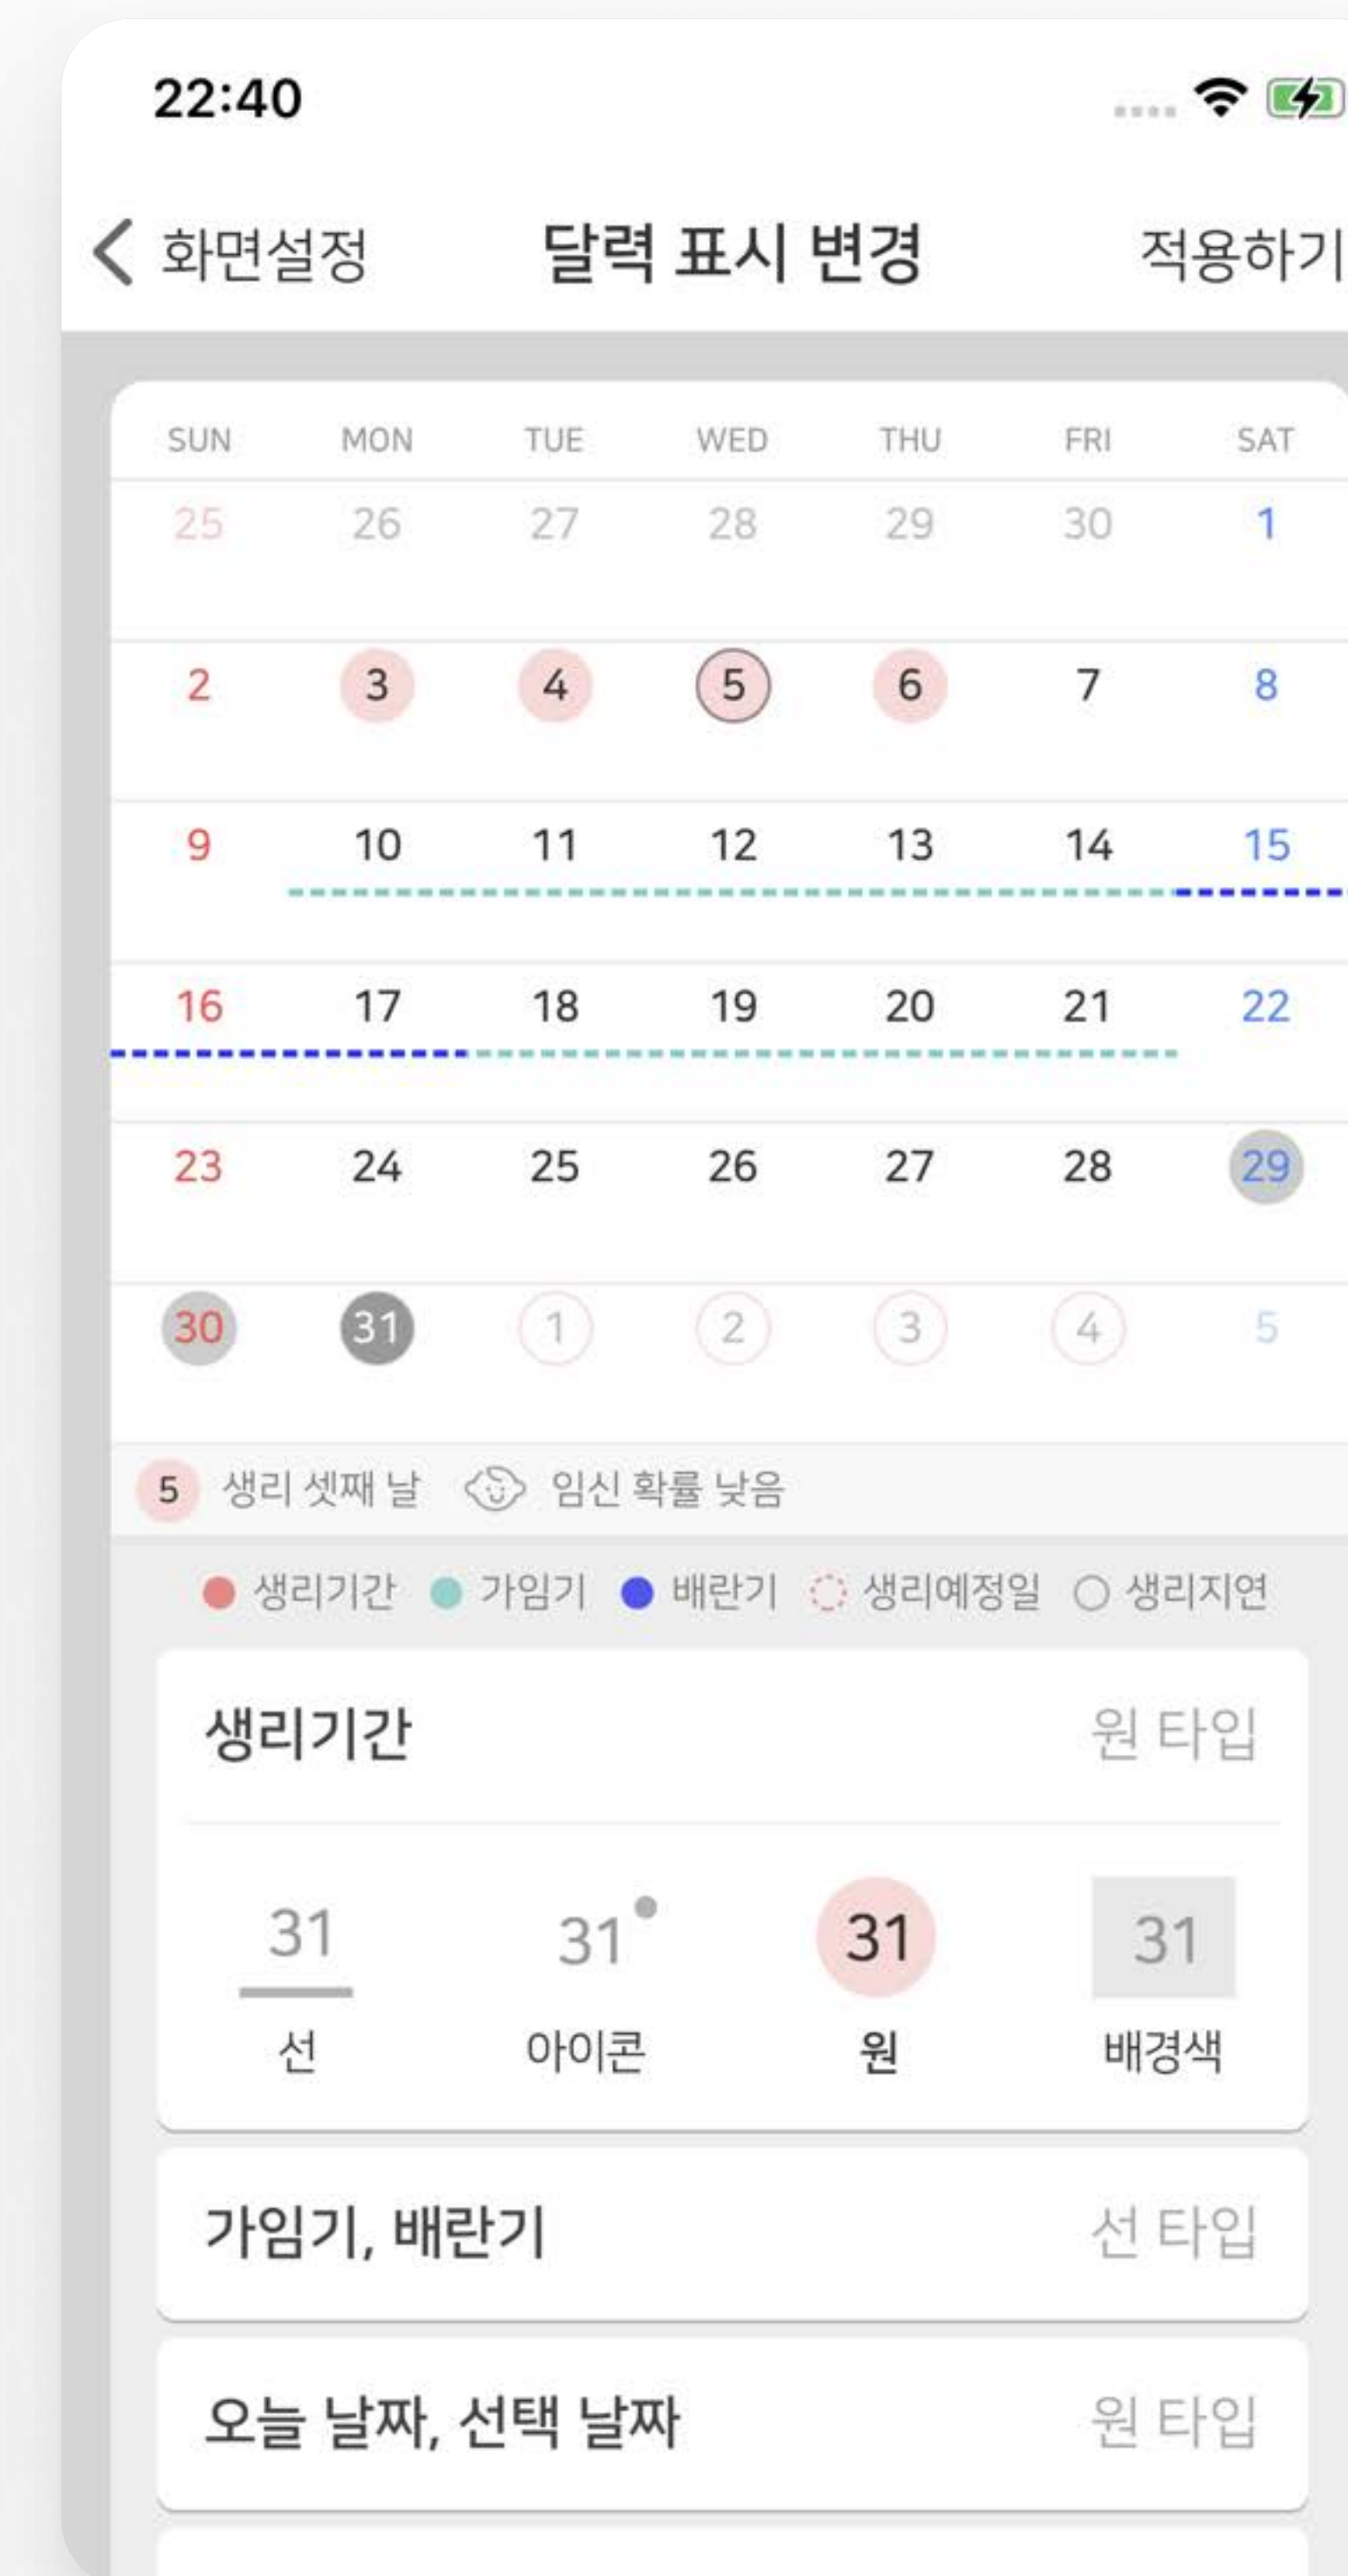 22:40
화면설정 달력 표시 변경 적용하기
SUN MON TUE WED THU FRI SAT
25 26 27 28 29 30 1
2 3 4 5 6 7 8
9 10 11 12 13 14 15
16 17 18 19 20 21 22
23 24 25 26 27 28 29
30 31 1 2 3 4 5
5 생리 셋째 날 임신 확률 낮음
생리기간 가임기 배란기 생리예정일 생리지연
생리기간 원 타입
31 31 31 31
선 아이콘 원 배경색
가임기, 배란기 선 타입
오늘 날짜, 선택 날짜 원 타입